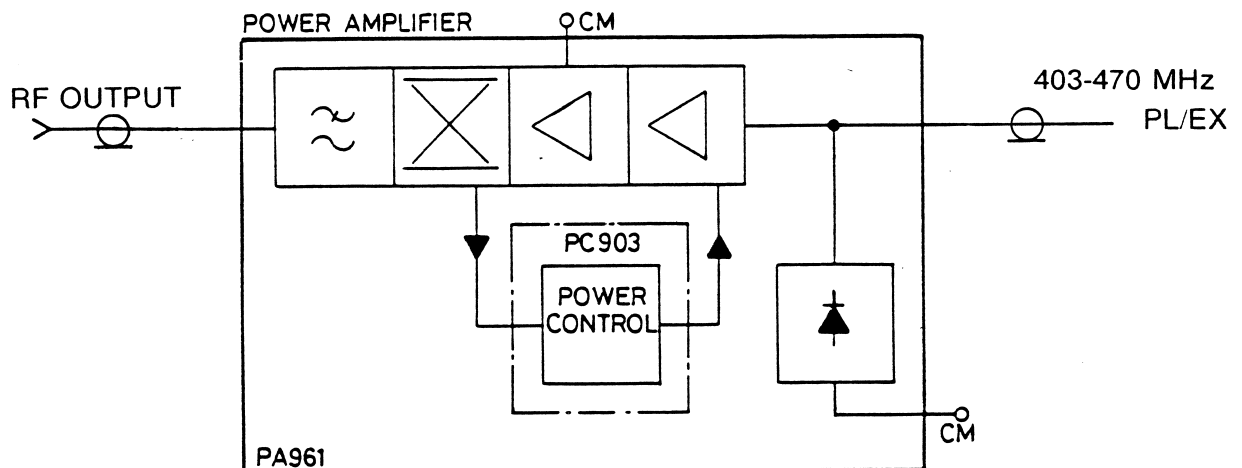 POWER AMPLIFIER
CM
RF OUTPUT
403-470 MHz
PL/EX
PC903
POWER
CONTROL
CM
PA961